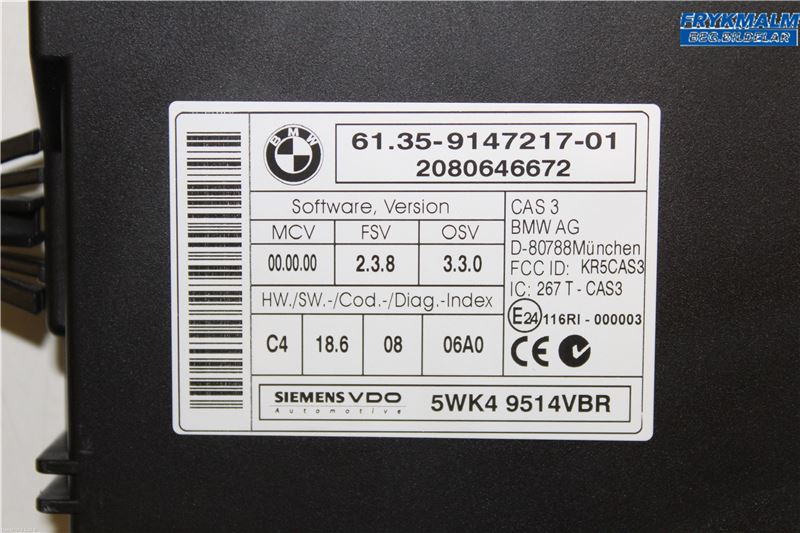 FRYKMALM
BEG.BILDELAR
BMW
61.35-9147217-01
2080646672
Software, Version
MCV FSV OSV
00.00.00 2.3.8 3.3.0
HW./SW.-/Cod.-/Diag.-Index
C4 18.6 08 06A0
CAS 3
BMW AG
D-80788München
FCC ID: KR5CAS3
IC: 267 T - CAS3
E24 116RI - 000003
CE
SIEMENS VDO
Automotive
5WK4 9514VBR